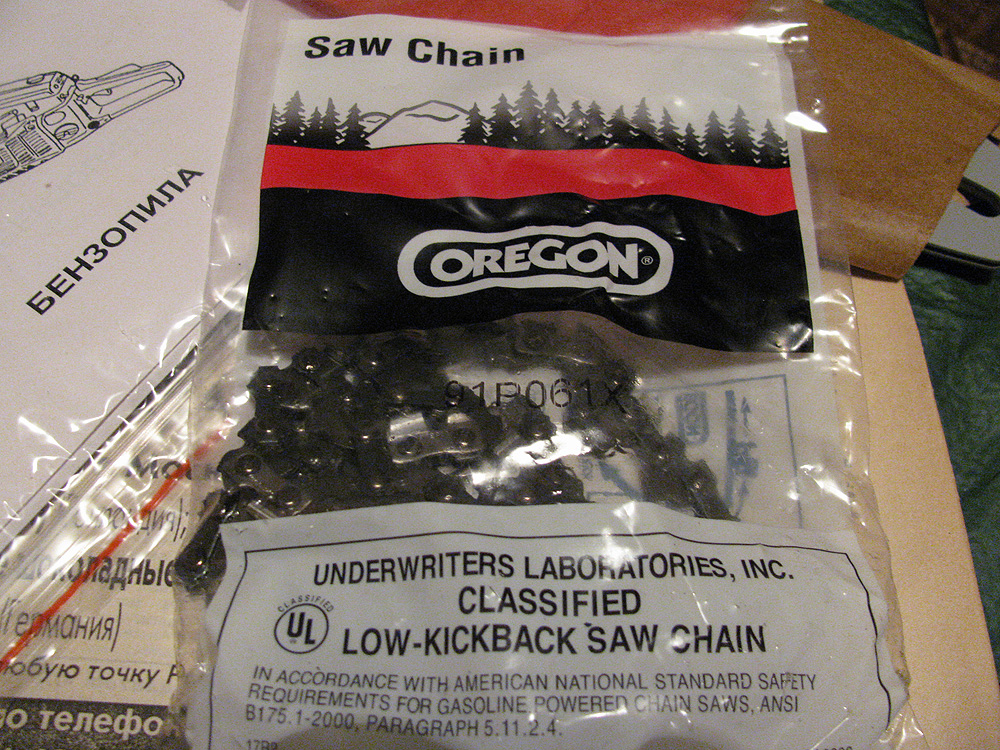 Saw Chain
OREGON®
91P061X
UNDERWRITERS LABORATORIES, INC.
CLASSIFIED
LOW-KICKBACK SAW CHAIN
CLASSIFIED
UL
IN ACCORDANCE WITH AMERICAN NATIONAL STANDARD SAFETY
REQUIREMENTS FOR GASOLINE POWERED CHAIN SAWS, ANSI
B175.1-2000, PARAGRAPH 5.11.2.4.
БЕНЗОПИЛА
(Германия)
точку
телефо